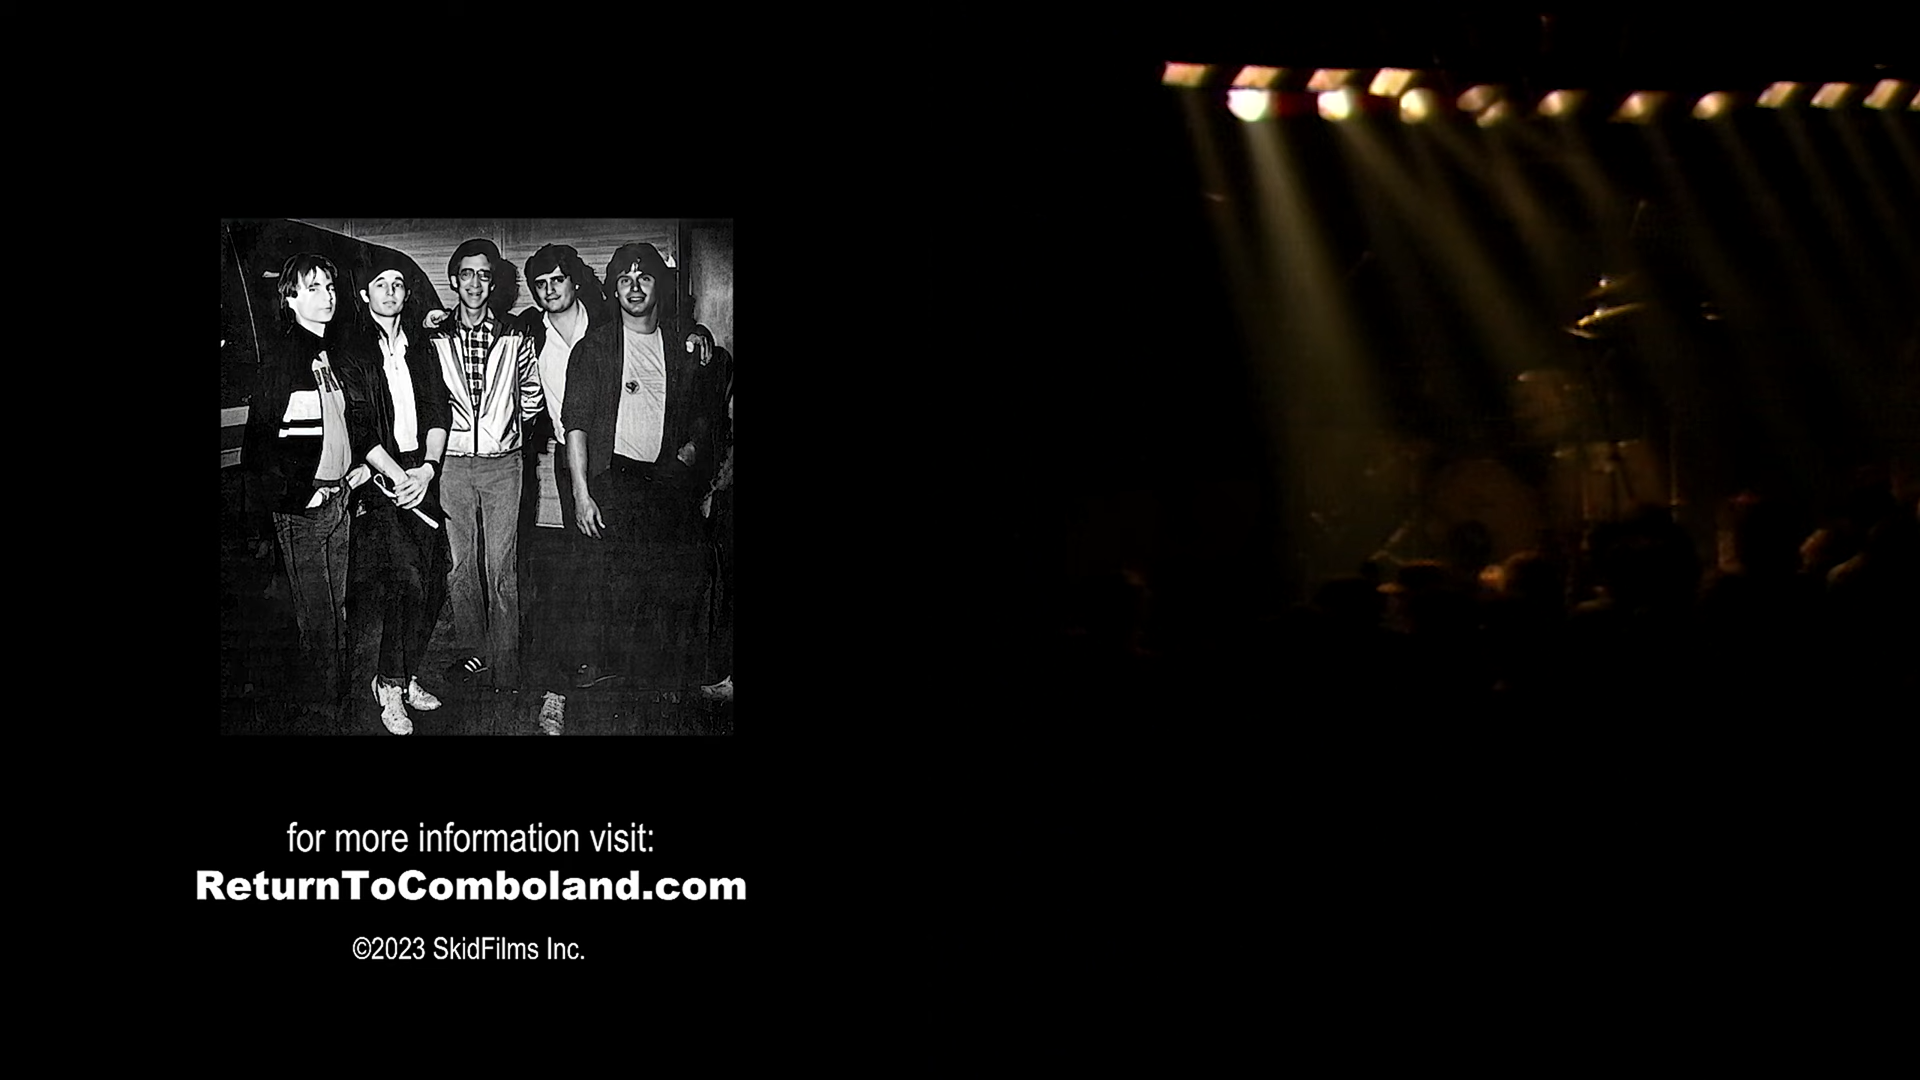 for more information visit:
ReturnToComboland.com
©2023 SkidFilms Inc.